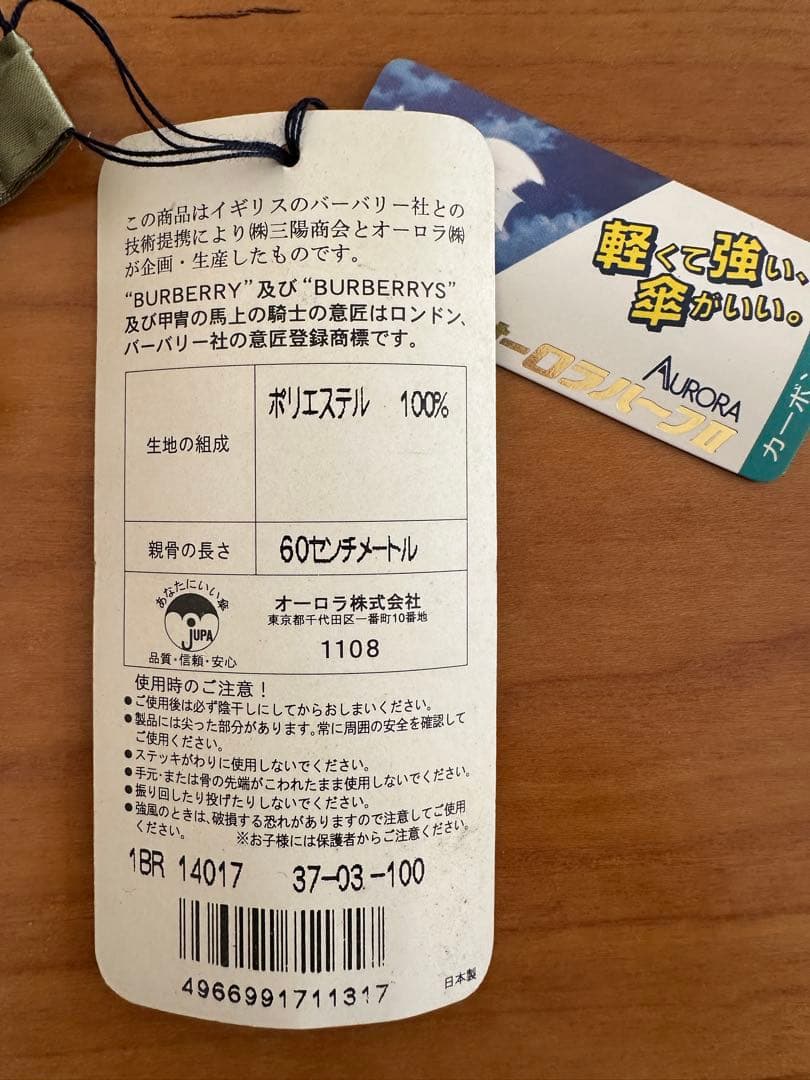 この商品はイギリスのバーバリー社との
技術提携により㈱三陽商会とオーロラ㈱
が企画・生産したものです。
“BURBERRY”及び“BURBERRYS”
及び甲冑の馬上の騎士の意匠はロンドン、
バーバリー社の意匠登録商標です。
生地の組成
ポリエステル 100%
親骨の長さ
60センチメートル
あなたにいい傘
JUPA
品質・信頼・安心
オーロラ株式会社
東京都千代田区一番町10番地
1108
使用時のご注意！
●ご使用後は必ず陰干しにしてからおしまいください。
●製品には尖った部分があります。常に周囲の安全を確認して
ご使用ください。
●ステッキがわりに使用しないでください。
●手元・または骨の先端がこわれたまま使用しないでください。
●振り回したり投げたりしないでください。
●強風のときは、破損する恐れがありますので注意してご使用
ください。 ※お子様には保護者からご注意ください。
1BR 14017 37-03-100
4966991711317
日本製
軽くて強い、
傘がいい。
AURORA
オーロラハーフII
カーボ